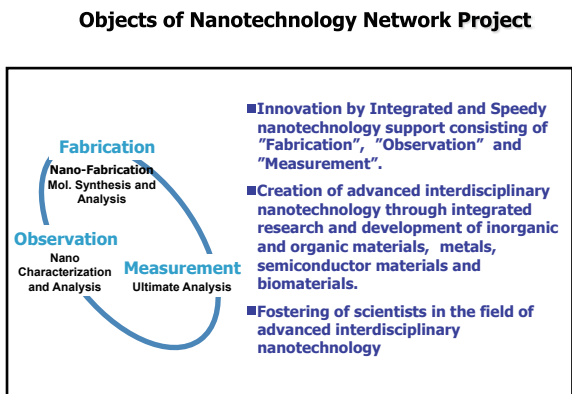 Objects of Nanotechnology Network Project
Fabrication
Nano-Fabrication
Mol. Synthesis and
Analysis
Observation
Nano
Characterization
and Analysis
Measurement
Ultimate Analysis
■Innovation by Integrated and Speedy
nanotechnology support consisting of
”Fabrication”, ”Observation” and
”Measurement”.
■Creation of advanced interdisciplinary
nanotechnology through integrated
research and development of inorganic
and organic materials, metals,
semiconductor materials and
biomaterials.
■Fostering of scientists in the field of
advanced interdisciplinary
nanotechnology